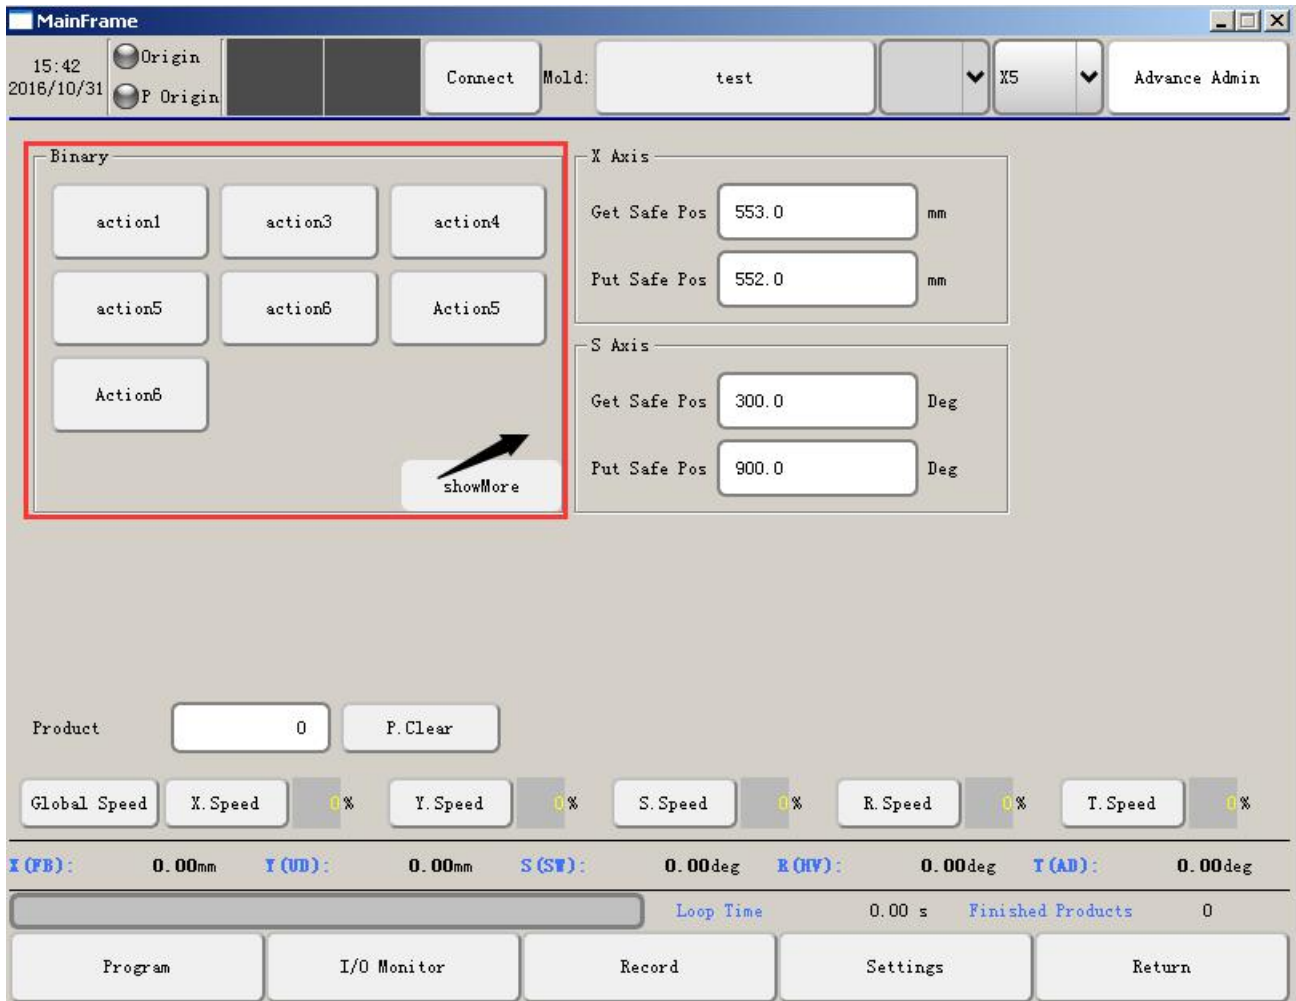 MainFrame
15:42
2016/10/31
Origin
P Origin
Connect
Mold:
test
X5
Advance Admin
Binary
action1
action3
action4
action5
action6
Action5
Action6
showMore
X Axis
Get Safe Pos 553.0 mm
Put Safe Pos 552.0 mm
S Axis
Get Safe Pos 300.0 Deg
Put Safe Pos 900.0 Deg
Product 0 P.Clear
Global Speed X.Speed 0 % Y.Speed 0 % S.Speed 0 % R.Speed 0 % T.Speed 0 %
X(FB): 0.00mm Y(UD): 0.00mm S(SW): 0.00deg R(HV): 0.00deg T(AD): 0.00deg
Loop Time 0.00 s Finished Products 0
Program I/O Monitor Record Settings Return